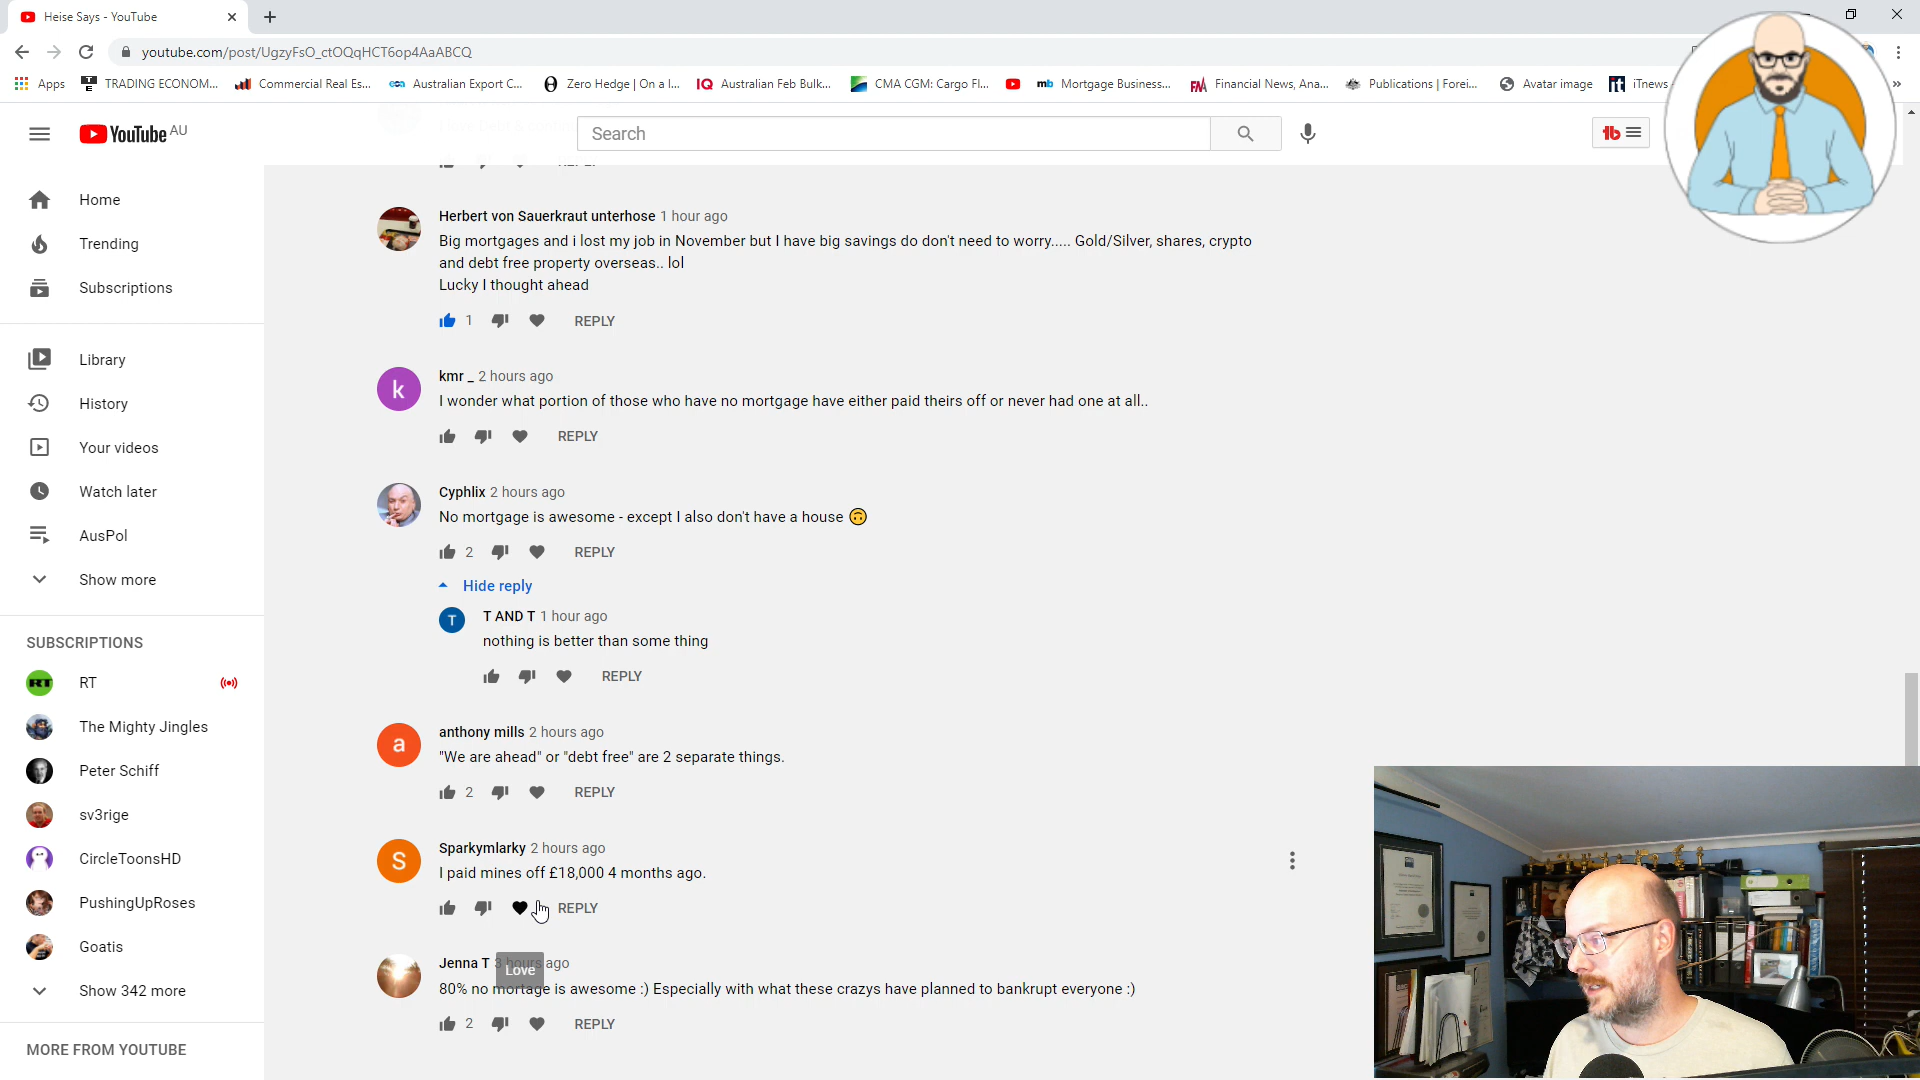 Heise Says - YouTube
youtube.com/post/UgzyFsO_ctOQqHCT6op4AaABCQ
Apps
TRADING ECONOM...
Commercial Real Es...
Australian Export C...
Zero Hedge | On a l...
IQ Australian Feb Bulk...
CMA CGM: Cargo Fl...
mb Mortgage Business...
FM Financial News, Ana...
Publications | Forei...
Avatar image
it iTnews
YouTube AU
Search
Home
Trending
Subscriptions
Library
History
Your videos
Watch later
AusPol
Show more
SUBSCRIPTIONS
RT RT
The Mighty Jingles
Peter Schiff
sv3rige
CircleToonsHD
PushingUpRoses
Goatis
Show 342 more
MORE FROM YOUTUBE
Herbert von Sauerkraut unterhose 1 hour ago
Big mortgages and i lost my job in November but I have big savings do don't need to worry..... Gold/Silver, shares, crypto
and debt free property overseas.. lol
Lucky I thought ahead
1 REPLY
k
kmr _ 2 hours ago
I wonder what portion of those who have no mortgage have either paid theirs off or never had one at all..
REPLY
Cyphlix 2 hours ago
No mortgage is awesome - except I also don't have a house 🙃
2 REPLY
Hide reply
T
T AND T 1 hour ago
nothing is better than some thing
REPLY
a
anthony mills 2 hours ago
"We are ahead" or "debt free" are 2 separate things.
2 REPLY
S
Sparkymlarky 2 hours ago
I paid mines off £18,000 4 months ago.
REPLY
Jenna T 3 hours ago
Love
80% no mortage is awesome :) Especially with what these crazys have planned to bankrupt everyone :)
2 REPLY